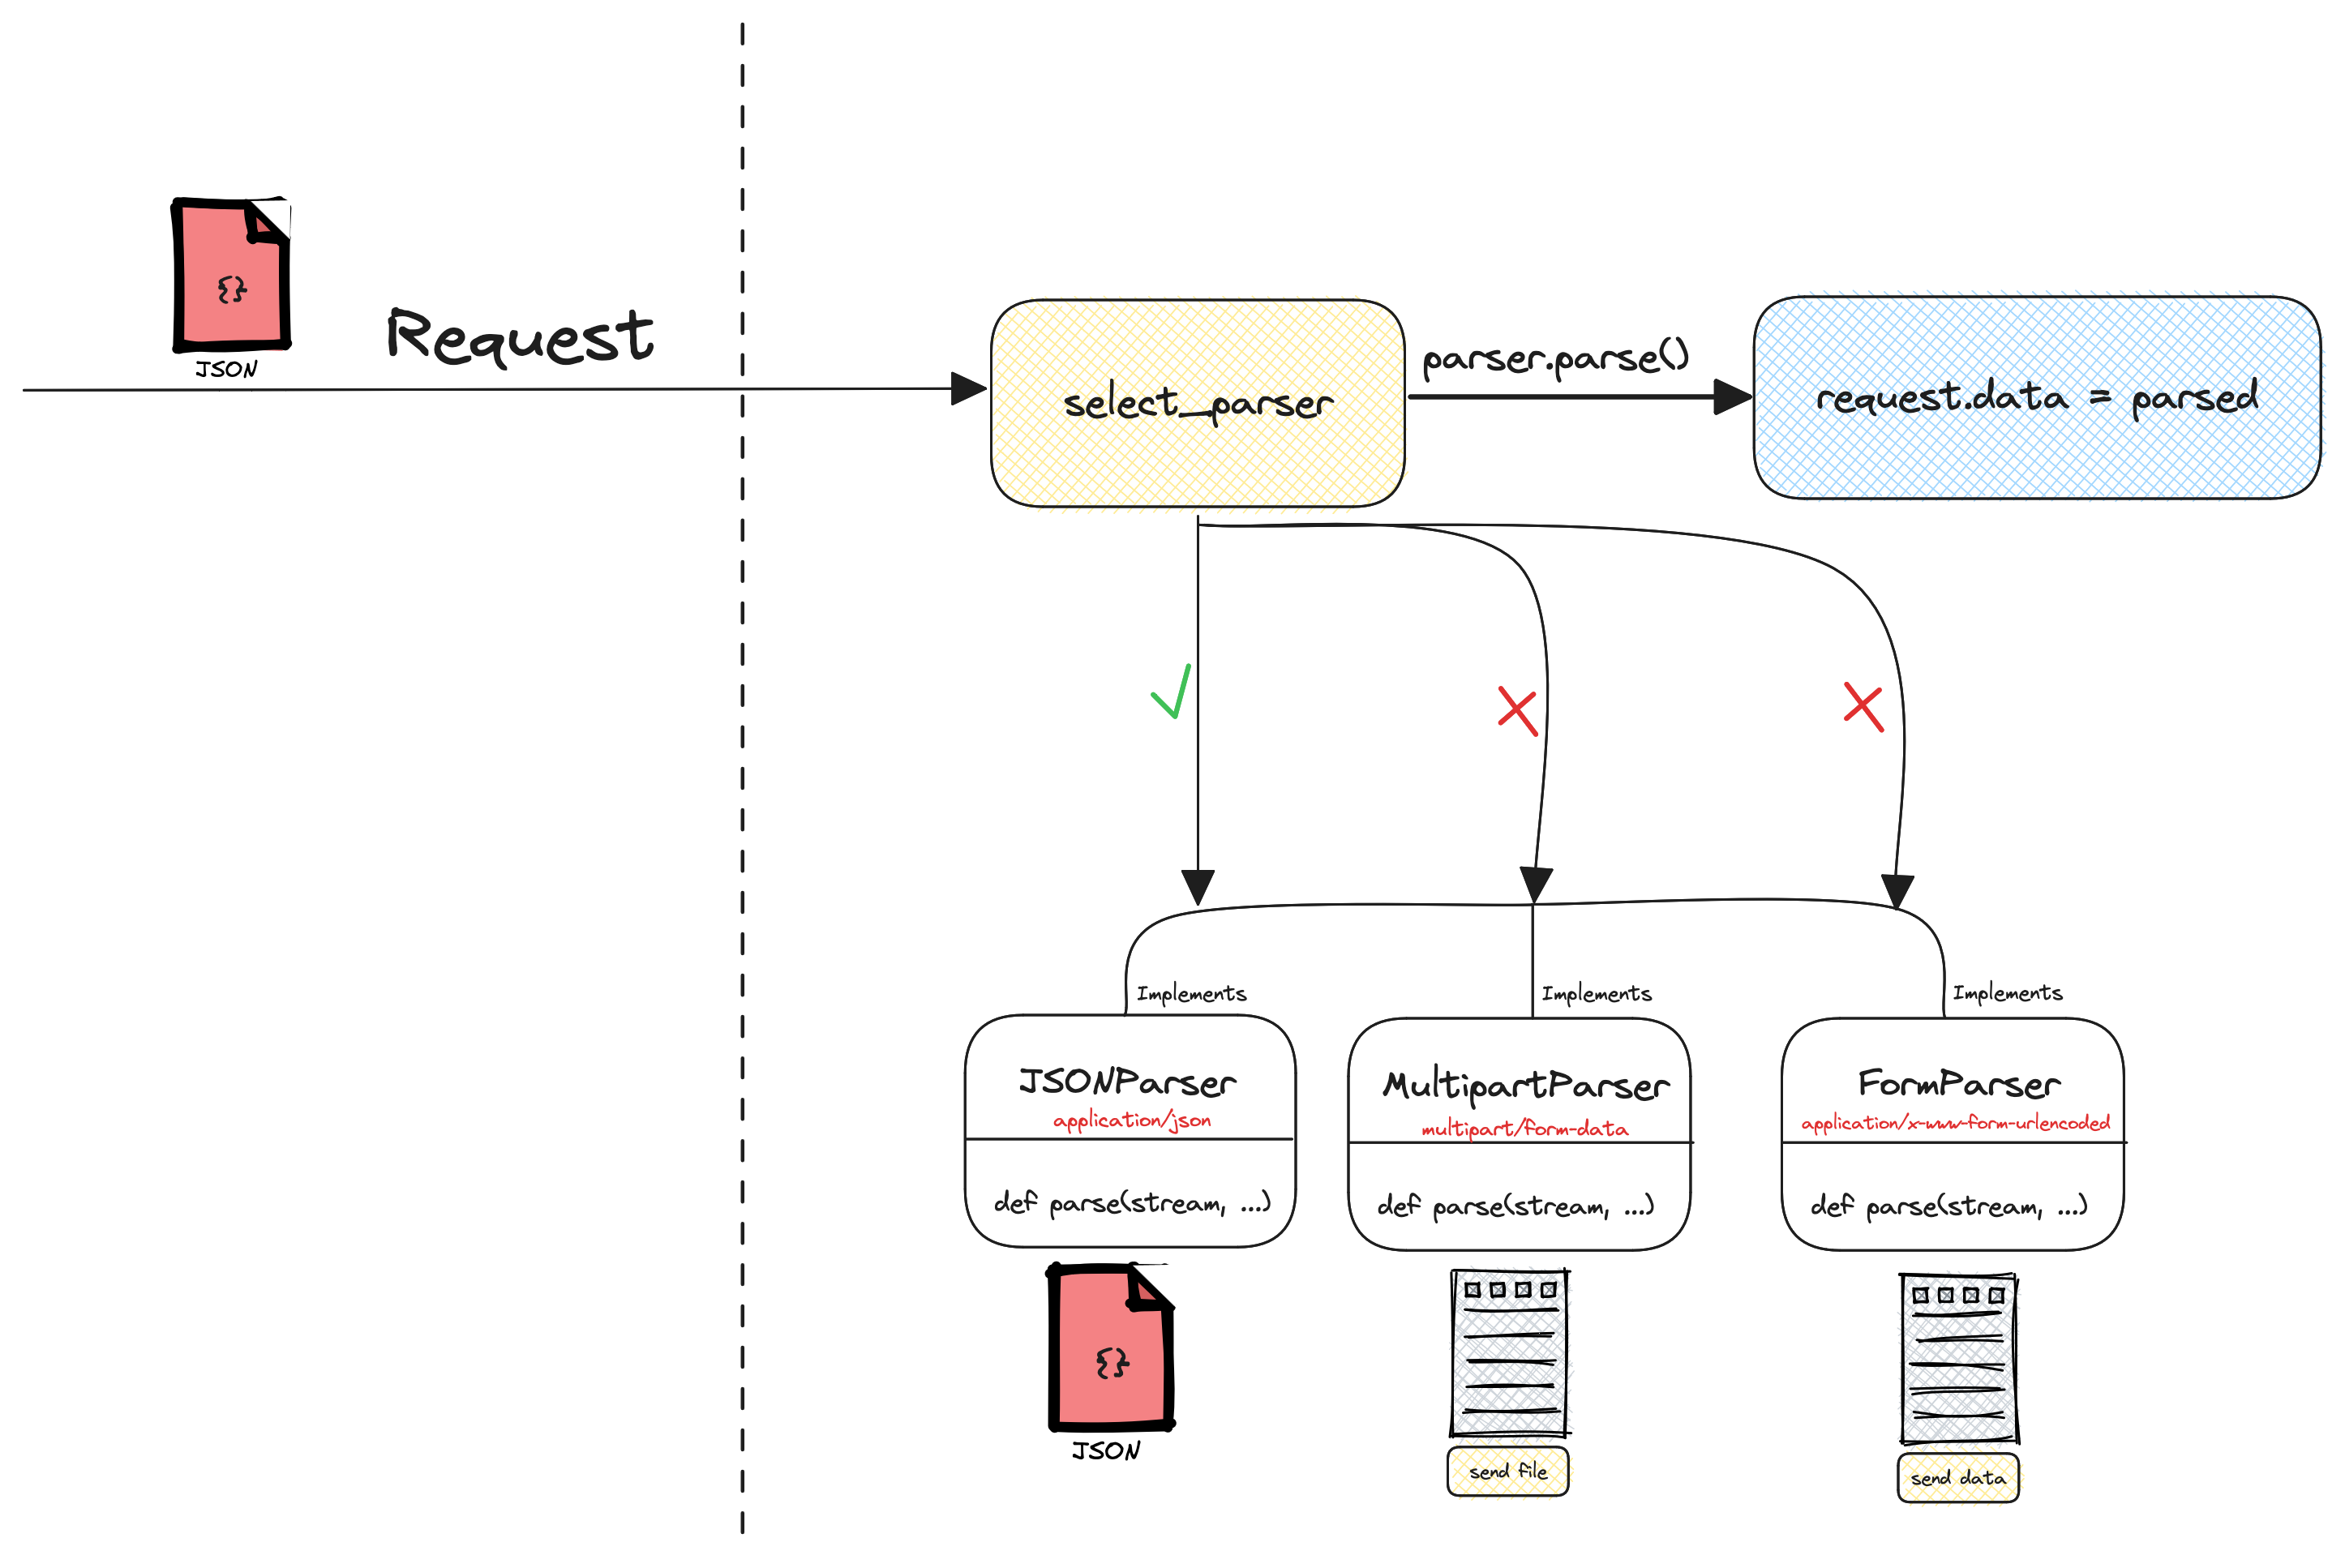 {}
JSON
Request
select_parser
parser.parse()
request.data = parsed
Implements
Implements
Implements
JSONParser
application/json
def parse(stream, ...)
MultipartParser
multipart/form-data
def parse(stream, ...)
FormParser
application/x-www-form-urlencoded
def parse(stream, ...)
{}
JSON
send file
send data